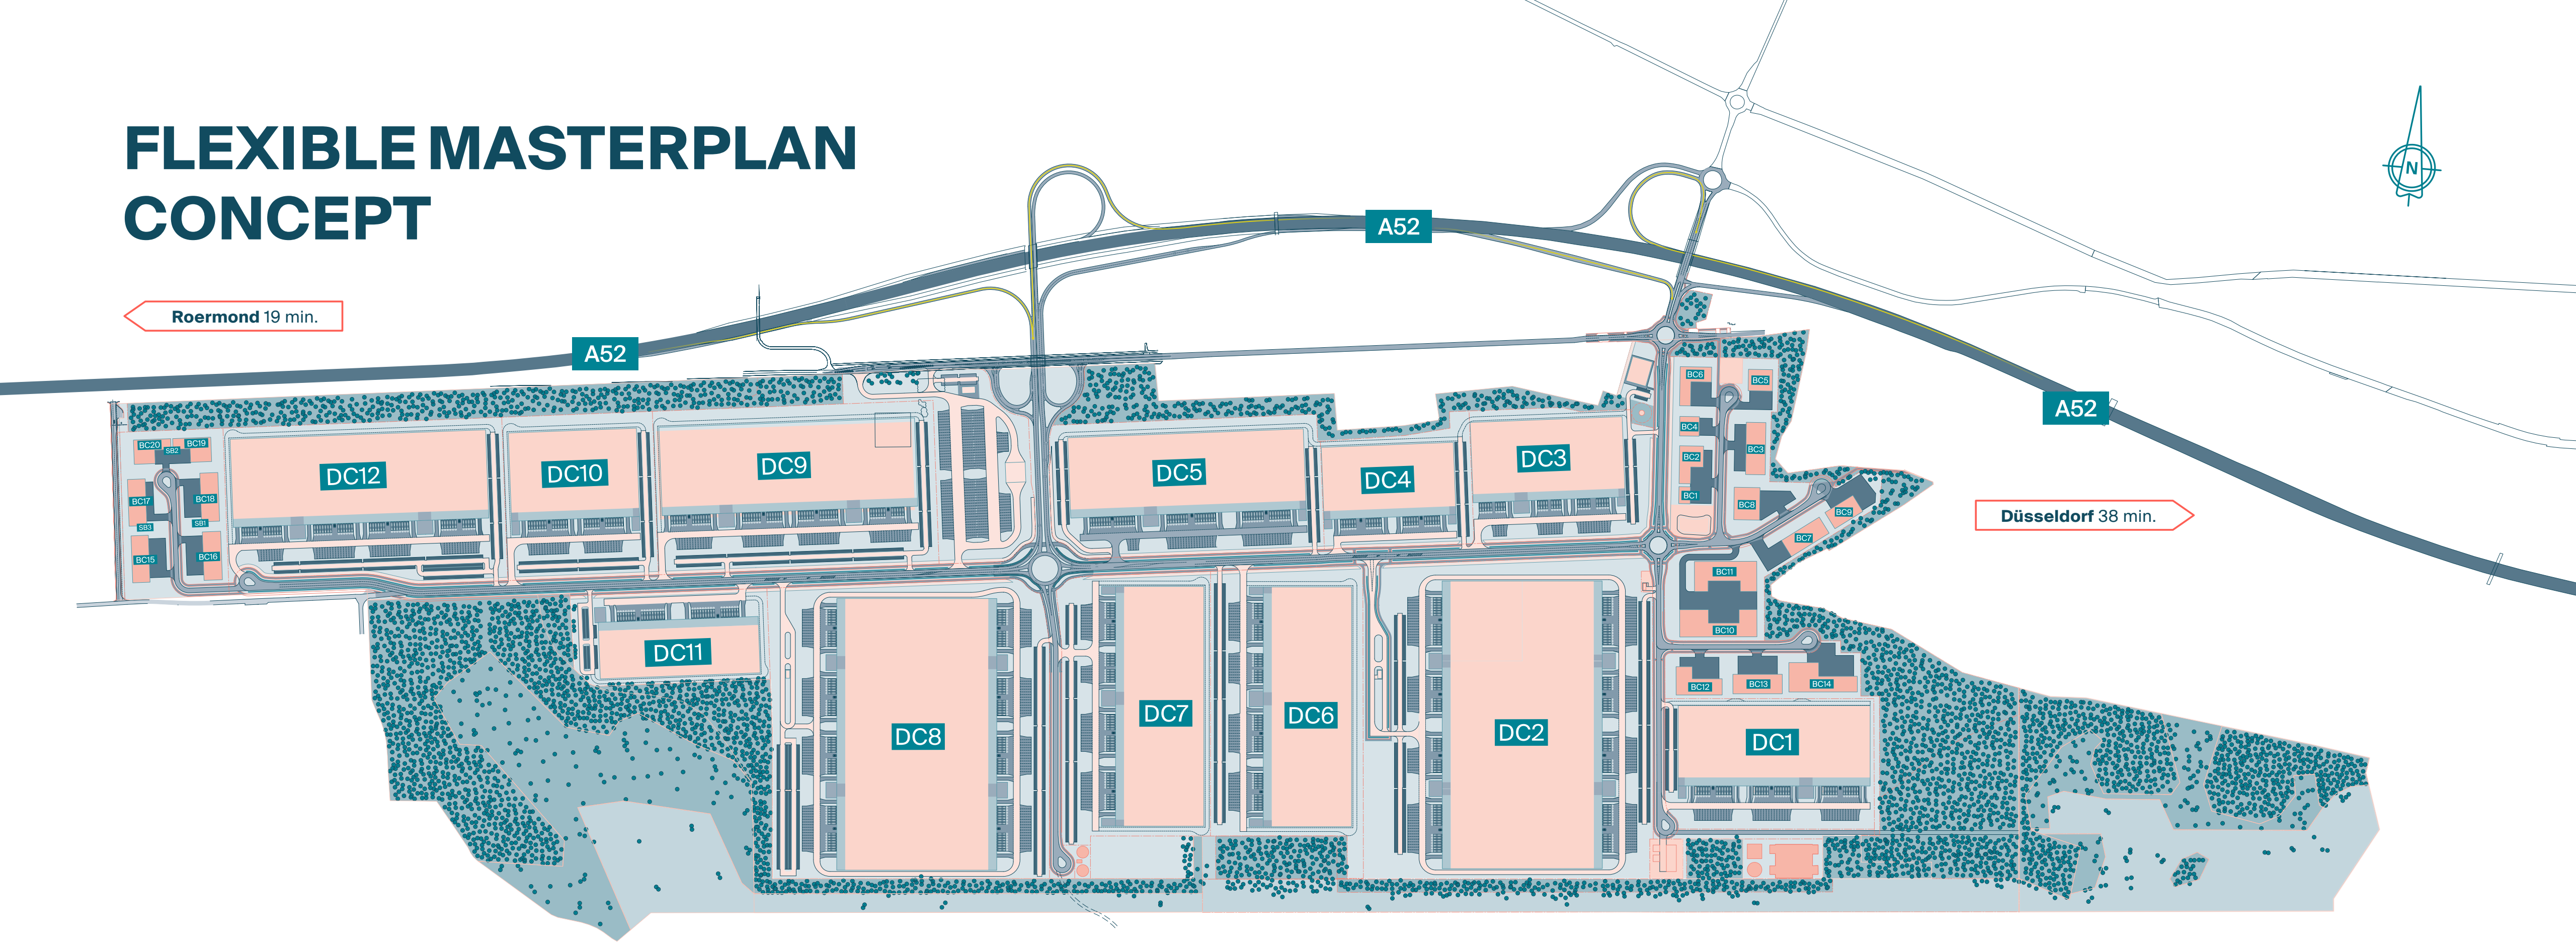 FLEXIBLE MASTERPLAN
CONCEPT
N
A52
Roermond 19 min.
A52
A52
Düsseldorf 38 min.
BC6
BC5
BC4
BC3
BC2
BC1
BC8
BC9
BC7
BC20
BC19
SB2
BC17
BC18
SB3
SB1
BC15
BC16
DC12
DC10
DC9
DC5
DC4
DC3
BC11
BC10
DC11
BC12
BC13
BC14
DC8
DC7
DC6
DC2
DC1